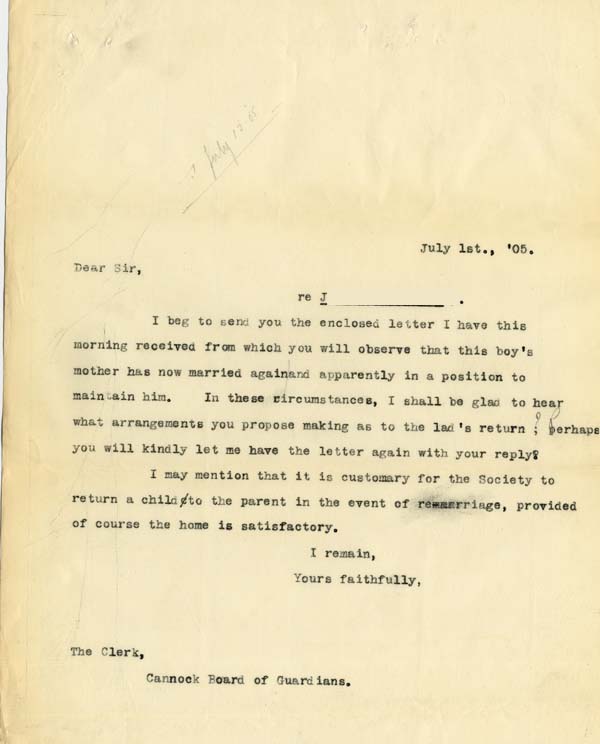 July 13. 05
July 1st., '05.
Dear Sir,
re J ______________ .
I beg to send you the enclosed letter I have this
morning received from which you will observe that this boy's
mother has now married againand apparently in a position to
maintain him. In these circumstances, I shall be glad to hear
what arrangements you propose making as to the lad's return ; perhaps
you will kindly let me have the letter again with your reply?
I may mention that it is customary for the Society to
return a child to the parent in the event of remarriage, provided
of course the home is satisfactory.
I remain,
Yours faithfully,
The Clerk,
Cannock Board of Guardians.